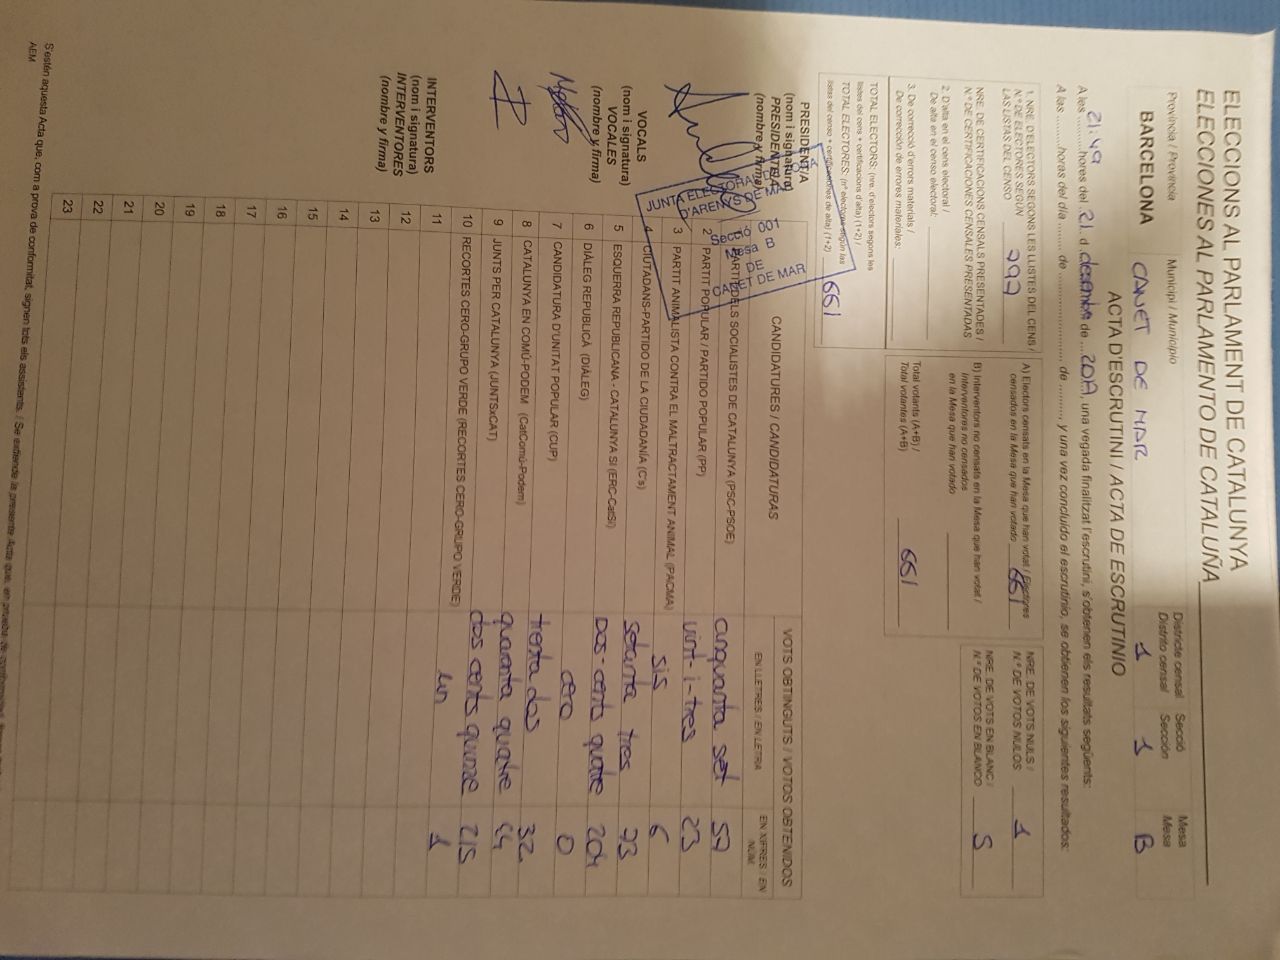 ELECCIONS AL PARLAMENT DE CATALUNYA
ELECCIONES AL PARLAMENTO DE CATALUÑA
Província / Provincia Municipi / Municipio Districte censal Distrito censal Secció Sección Mesa Mesa
BARCELONA CANET DE MAR 1 1 B
ACTA D'ESCRUTINI / ACTA DE ESCRUTINIO
A les 21:49 hores del 21 d desembre de 2017, una vegada finalitzat l'escrutini, s'obtenen els resultats següents:
A las ......... horas del día ......... de ......... de ........., y una vez concluido el escrutinio, se obtienen los siguientes resultados:
1. NRE. D'ELECTORS SEGONS LES LLISTES DEL CENS /
N.º DE ELECTORES SEGÚN
LAS LISTAS DEL CENSO
NRE. DE CERTIFICACIONS CENSALS PRESENTADES /
N.º DE CERTIFICACIONES CENSALES PRESENTADAS
2. D'alta en el cens electoral /
De alta en el censo electoral:
3. De correcció d'errors materials /
De corrección de errores materiales:
TOTAL ELECTORS: (nre. d'electors segons les
llistes del cens + certificacions d'alta) (1+2) /
TOTAL ELECTORES: (nº electores según las
listas del censo + certificaciones de alta) (1+2) 661
A) Electors censats en la Mesa que han votat / Electores
censados en la Mesa que han votado 661
B) Interventors no censats en la Mesa que han votat /
Interventores no censados
en la Mesa que han votado
Total votants (A+B) /
Total votantes (A+B) 661
NRE. DE VOTS NULS /
N.º DE VOTOS NULOS 1
NRE. DE VOTS EN BLANC /
N.º DE VOTOS EN BLANCO 5
PRESIDENT/A
(nom i signatura)
PRESIDENTE/A
(nombre y firma)
JUNTA ELECTORAL
D'ARENYS DE MAR
Secció 001
Mesa B
DE
CANET DE MAR
VOCALS
(nom i signatura)
VOCALES
(nombre y firma)
INTERVENTORS
(nom i signatura)
INTERVENTORES
(nombre y firma)
CANDIDATURES / CANDIDATURAS VOTS OBTINGUTS / VOTOS OBTENIDOS
EN LLETRES / EN LETRA EN XIFRES / EN NÚM.
PARTIT DELS SOCIALISTES DE CATALUNYA (PSC-PSOE) cinquanta set 57
2 PARTIT POPULAR / PARTIDO POPULAR (PP) vint-i-tres 23
3 PARTIT ANIMALISTA CONTRA EL MALTRACTAMENT ANIMAL (PACMA) sis 6
4 CIUTADANS-PARTIDO DE LA CIUDADANÍA (C's) setanta tres 73
5 ESQUERRA REPUBLICANA - CATALUNYA SÍ (ERC-CatSí) Dos-cents quatre 204
6 DIÀLEG REPUBLICÀ (DIÀLEG) cero 0
7 CANDIDATURA D'UNITAT POPULAR (CUP) trenta dos 32
8 CATALUNYA EN COMÚ-PODEM (CatComú-Podem) quaranta quatre 44
9 JUNTS PER CATALUNYA (JUNTSxCAT) dos cents quinze 215
10 RECORTES CERO-GRUPO VERDE (RECORTES CERO-GRUPO VERDE) un 1
11
12
13
14
15
16
17
18
19
20
21
22
23
S'estén aquesta Acta que, com a prova de conformitat, signen tots els assistents. / Se extiende la presente Acta que, en prueba de conformidad,
AEM